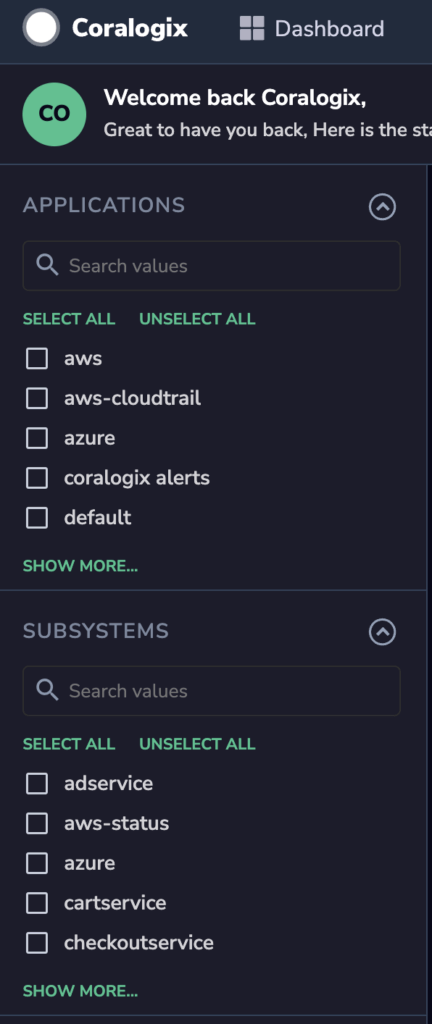 Coralogix Dashboard
CO
Welcome back Coralogix,
Great to have you back, Here is the
APPLICATIONS
Search values
SELECT ALL UNSELECT ALL
aws
aws-cloudtrail
azure
coralogix alerts
default
SHOW MORE...
SUBSYSTEMS
Search values
SELECT ALL UNSELECT ALL
adservice
aws-status
azure
cartservice
checkoutservice
SHOW MORE...